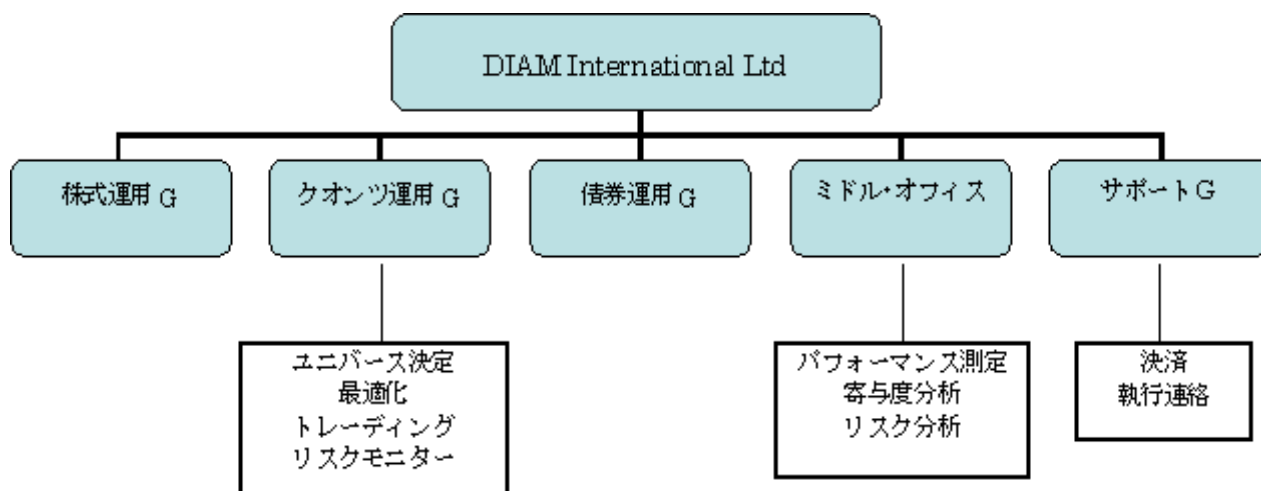 DIAM International Ltd
株式運用 G
クオンツ運用 G
債券運用 G
ミドル・オフィス
サポート G
ユニバース決定
最適化
トレーディング
リスクモニター
パフォーマンス測定
寄与度分析
リスク分析
決済
執行連絡